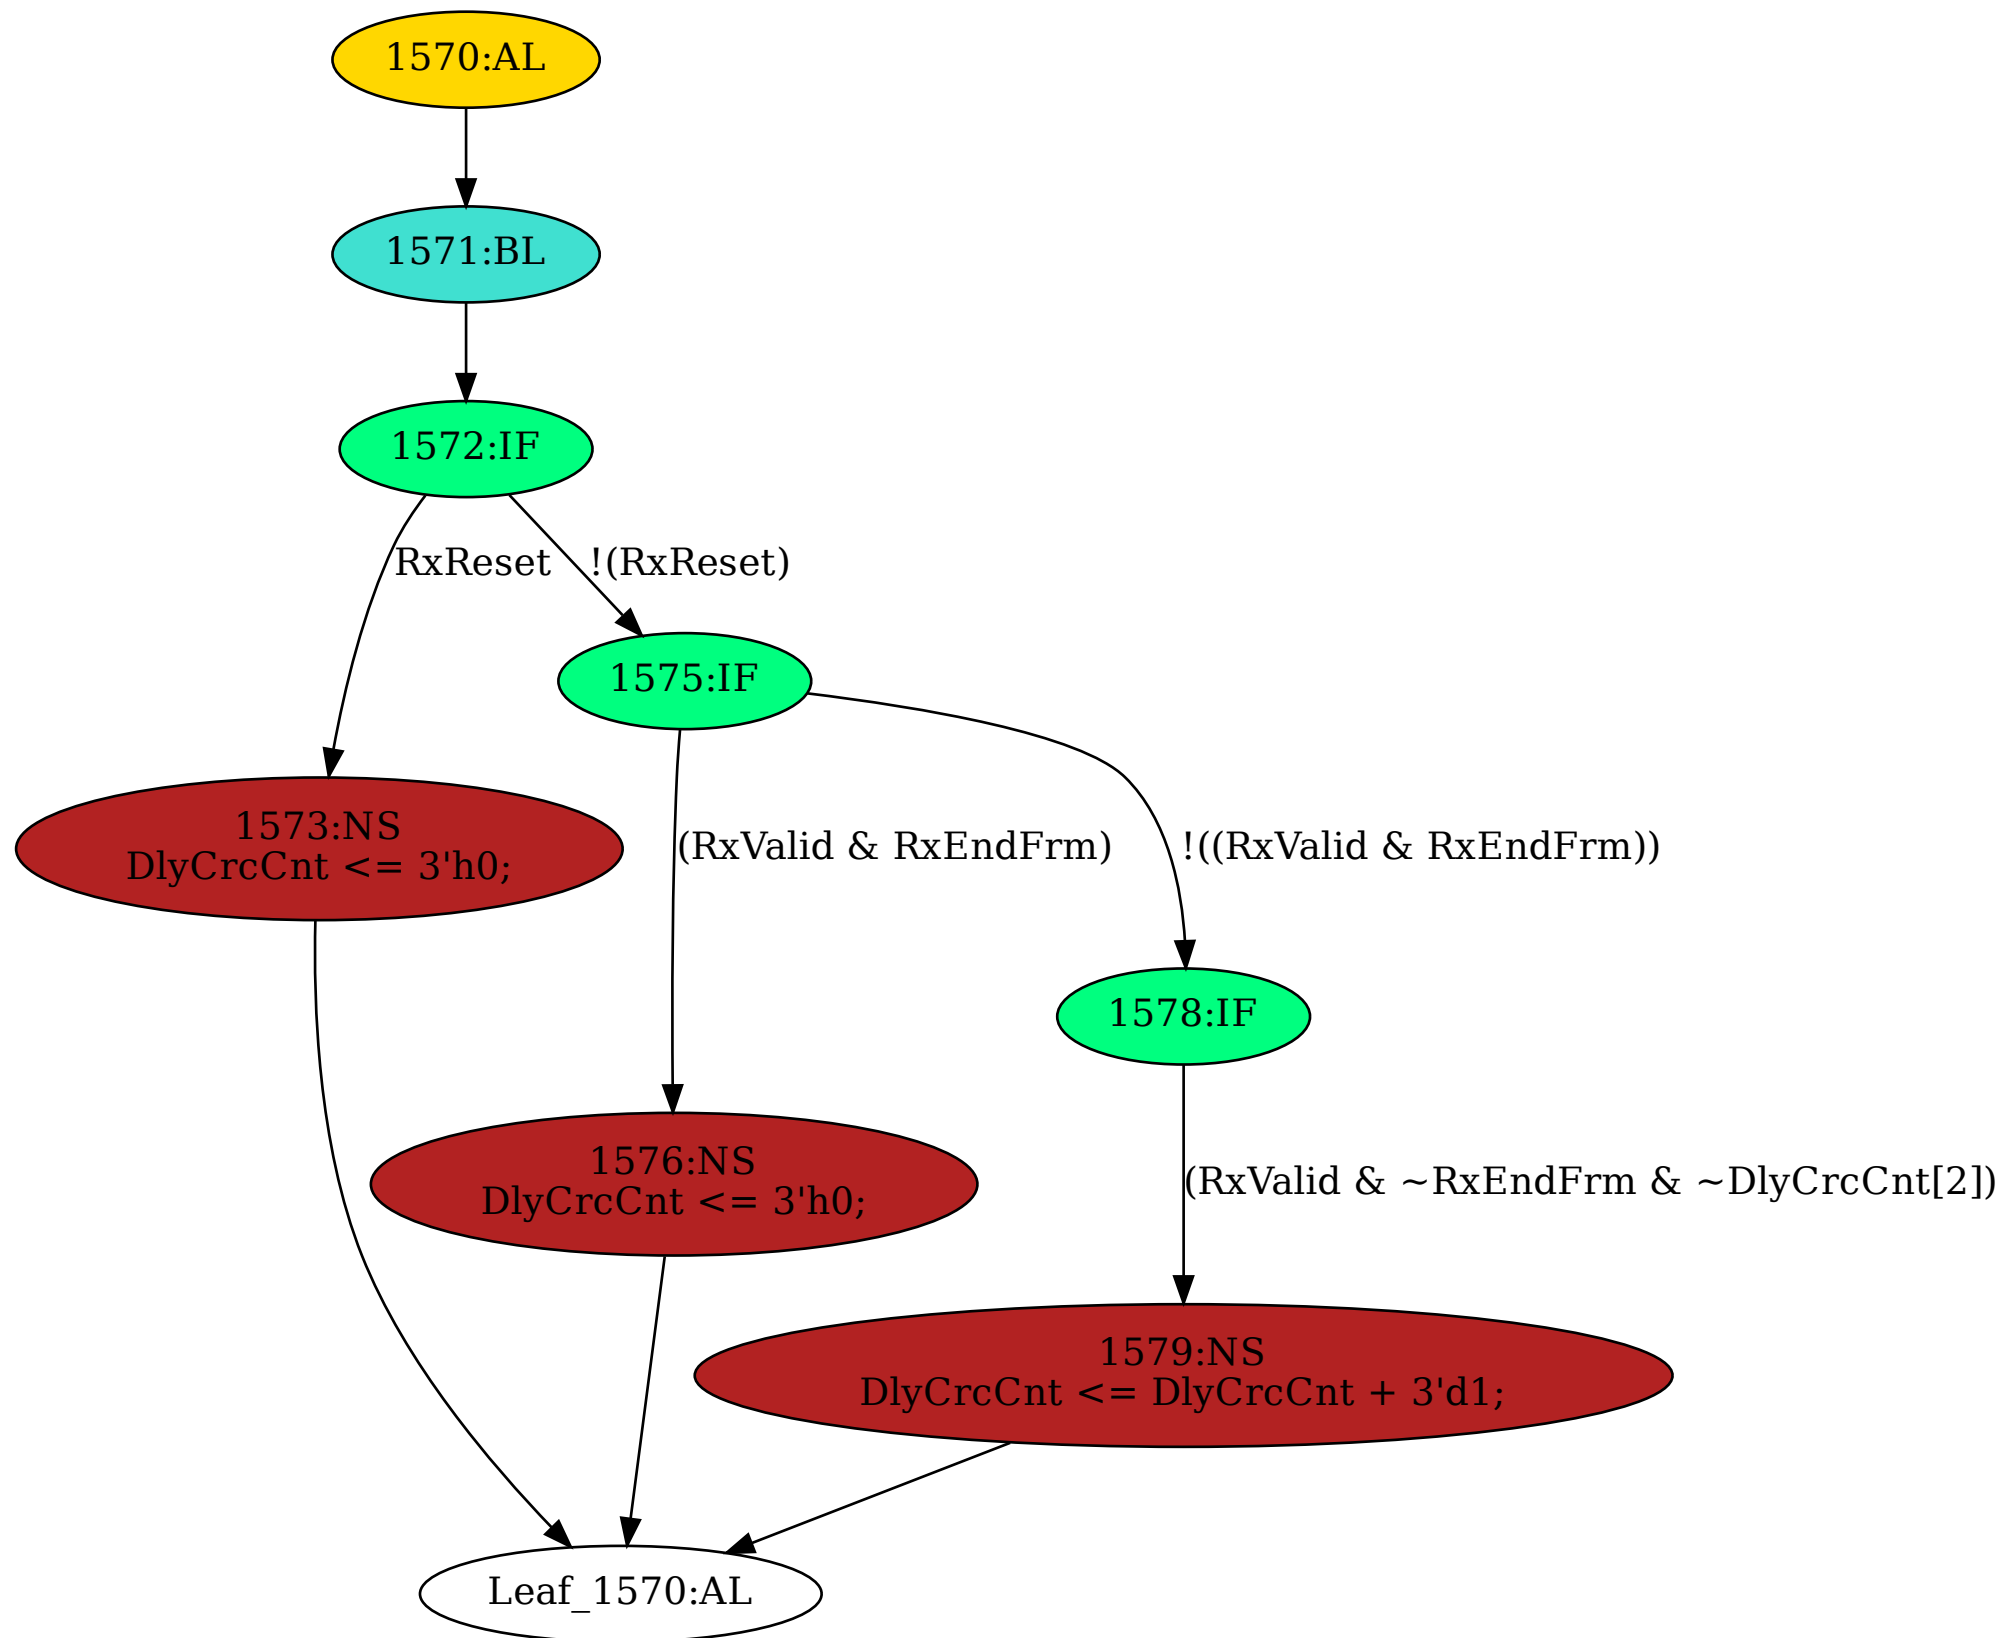 1570:AL
1571:BL
1572:IF
RxReset
!(RxReset)
1575:IF
1573:NS
DlyCrcCnt <= 3'h0;
(RxValid & RxEndFrm)
!((RxValid & RxEndFrm))
1578:IF
1576:NS
DlyCrcCnt <= 3'h0;
(RxValid & ~RxEndFrm & ~DlyCrcCnt[2])
1579:NS
DlyCrcCnt <= DlyCrcCnt + 3'd1;
Leaf_1570:AL